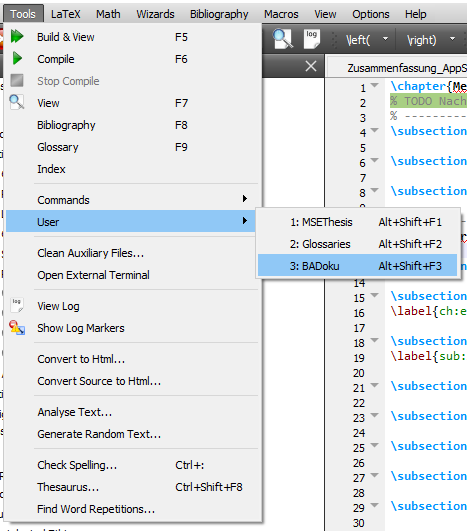 Tools LaTeX Math Wizards Bibliography Macros View Options Help
Build & View F5
Compile F6
Stop Compile
View F7
Bibliography F8
Glossary F9
Index
Commands
User
Clean Auxiliary Files...
Open External Terminal
View Log
Show Log Markers
Convert to Html...
Convert Source to Html...
Analyse Text...
Generate Random Text...
Check Spelling... Ctrl+:
Thesaurus... Ctrl+Shift+F8
Find Word Repetitions...
1: MSEThesis Alt+Shift+F1
2: Glossaries Alt+Shift+F2
3: BADoku Alt+Shift+F3
log \left( \right)
Zusammenfassung_AppS
1 \chapter{Me
2 % TODO Nach
3 % ----------
4 \subsection
5
6 \subsection
7
8 \subsection
9
14
15 \subsection
16 \label{ch:e
17
18 \subsection
19 \label{sub:
20
21 \subsection
22
23 \subsection
24
25 \subsection
26
27 \subsection
28
29 \subsection
30